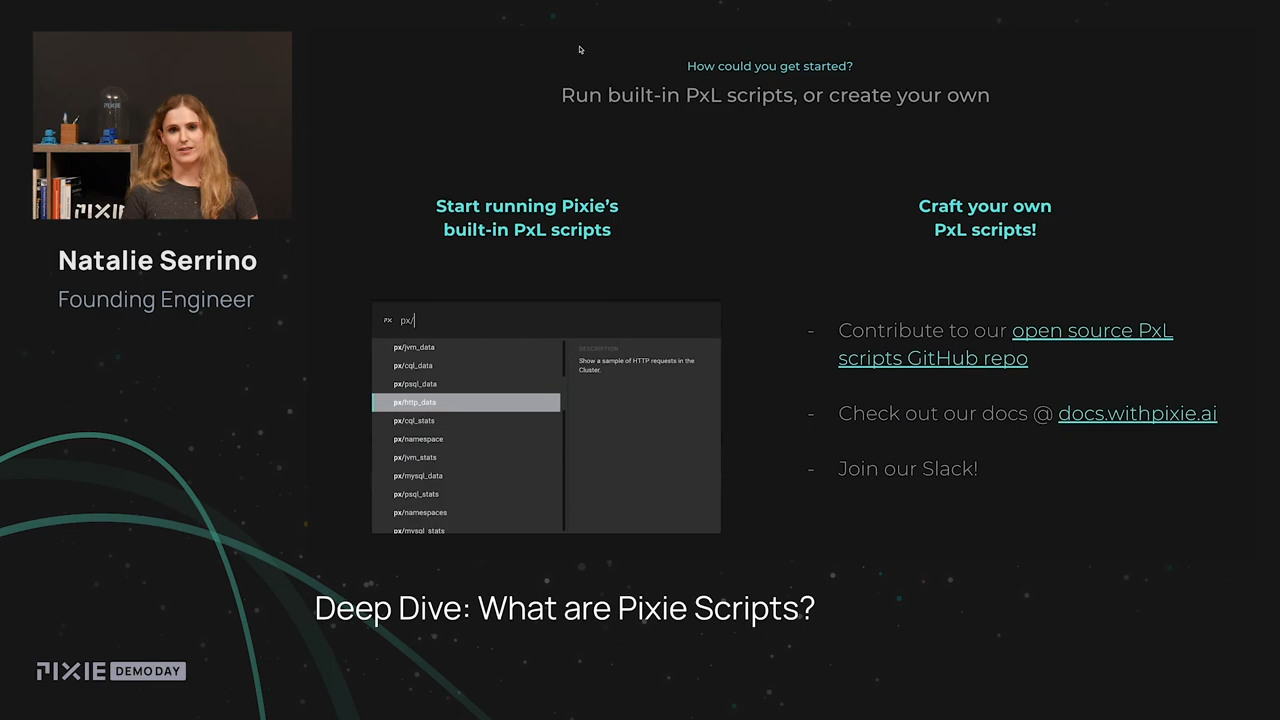 PIXIE
PIXI
Natalie Serrino
Founding Engineer
How could you get started?
Run built-in PxL scripts, or create your own
Start running Pixie's
built-in PxL scripts
PX px/
px/jvm_data
px/cql_data
px/psql_data
px/http_data
px/cql_stats
px/namespace
px/jvm_stats
px/mysql_data
px/psql_stats
px/namespaces
px/mysql_stats
DESCRIPTION
Show a sample of HTTP requests in the
Cluster.
Craft your own
PxL scripts!
- Contribute to our open source PxL
scripts GitHub repo
- Check out our docs @ docs.withpixie.ai
- Join our Slack!
Deep Dive: What are Pixie Scripts?
PIXIE DEMO DAY